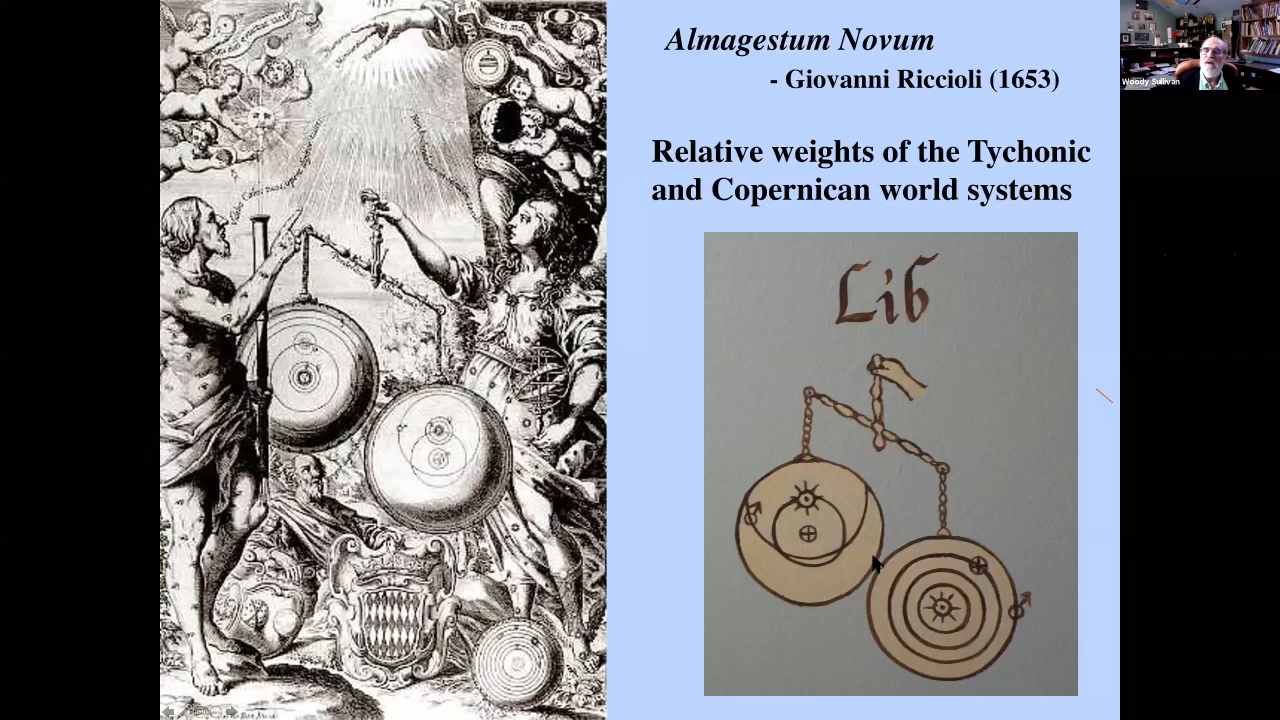 Almagestum Novum
- Giovanni Riccioli (1653)
Relative weights of the Tychonic
and Copernican world systems
Lib
Woody Sullivan